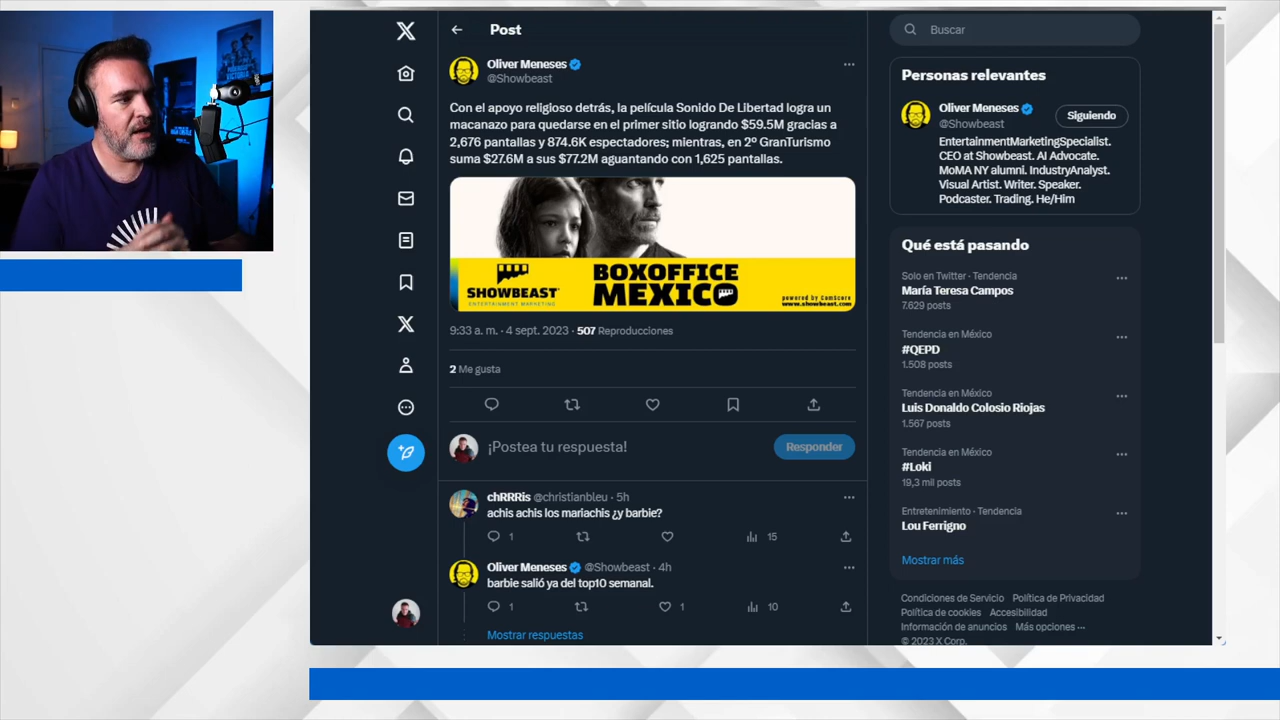 Post
Buscar
Oliver Meneses
@Showbeast
Con el apoyo religioso detrás, la película Sonido De Libertad logra un
macanazo para quedarse en el primer sitio logrando $59.5M gracias a
2,676 pantallas y 874.6K espectadores; mientras, en 2º GranTurismo
suma $27.6M a sus $77.2M aguantando con 1,625 pantallas.
SHOWBEAST
ENTERTAINMENT MARKETING
BOXOFFICE
MEXICO
powered by ComScore
www.showbeast.com
9:33 a. m. · 4 sept. 2023 · 507 Reproducciones
2 Me gusta
¡Postea tu respuesta!
Responder
chRRRis @christianbleu · 5h
achis achis los mariachis ¿y barbie?
1
15
Oliver Meneses @Showbeast · 4h
barbie salió ya del top10 semanal.
1
1
10
Mostrar respuestas
Personas relevantes
Oliver Meneses
@Showbeast
Siguiendo
EntertainmentMarketingSpecialist.
CEO at Showbeast. AI Advocate.
MoMA NY alumni. IndustryAnalyst.
Visual Artist. Writer. Speaker.
Podcaster. Trading. He/Him
Qué está pasando
Solo en Twitter · Tendencia
María Teresa Campos
7.629 posts
Tendencia en México
#QEPD
1.508 posts
Tendencia en México
Luis Donaldo Colosio Riojas
1.567 posts
Tendencia en México
#Loki
19,3 mil posts
Entretenimiento · Tendencia
Lou Ferrigno
Mostrar más
Condiciones de Servicio Política de Privacidad
Política de cookies Accesibilidad
Información de anuncios Más opciones ···
© 2023 X Corp.